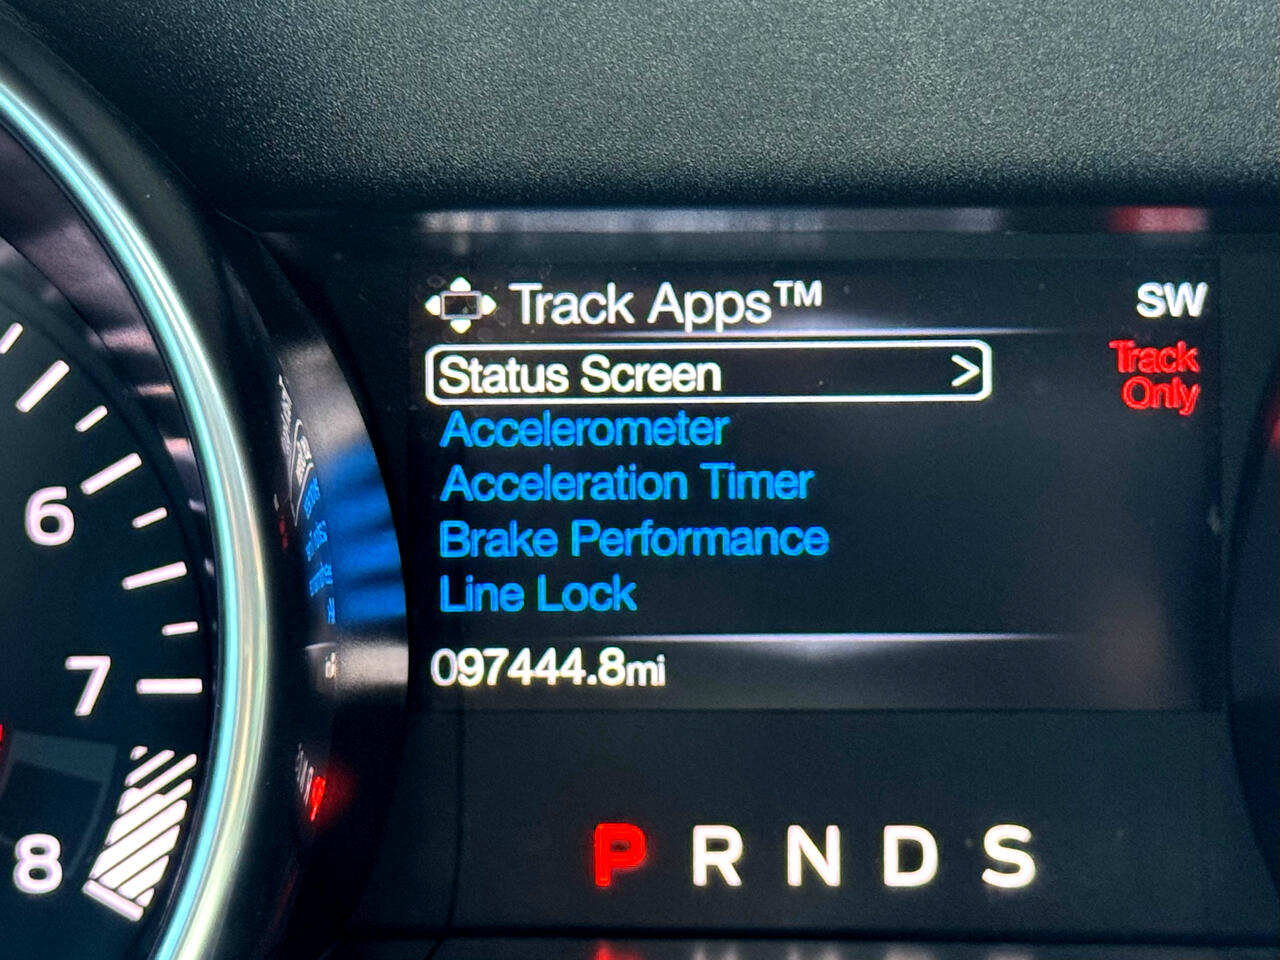 Track Apps™
SW
Status Screen >
Track
Only
Accelerometer
Acceleration Timer
Brake Performance
Line Lock
097444.8mi
6
7
8
P R N D S